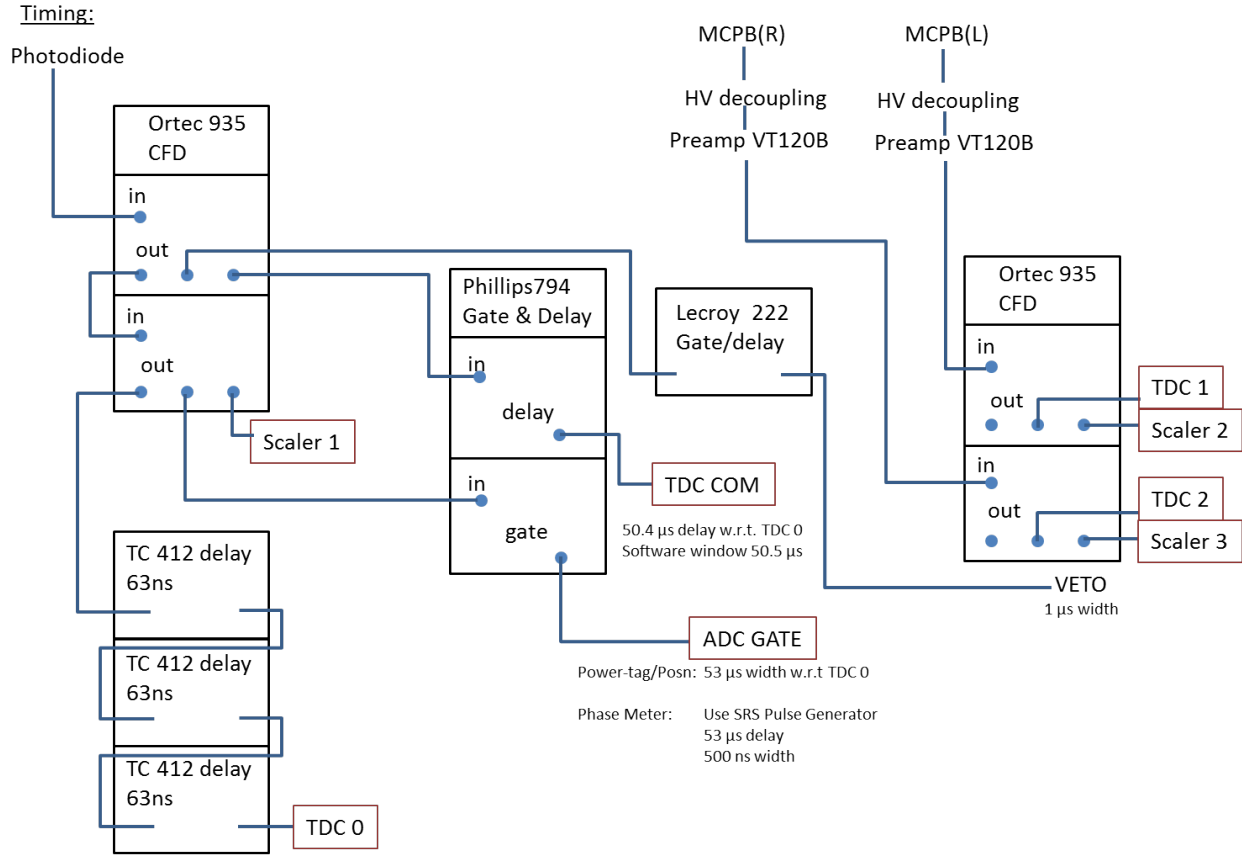 Timing:
Photodiode
MCPB(R)
MCPB(L)
HV decoupling
HV decoupling
Preamp VT120B
Preamp VT120B
Ortec 935
CFD
in
out
in
out
Scaler 1
Phillips794
Gate & Delay
in
delay
in
gate
Lecroy 222
Gate/delay
TDC COM
50.4 µs delay w.r.t. TDC 0
Software window 50.5 µs
Ortec 935
CFD
in
out
TDC 1
Scaler 2
in
out
TDC 2
Scaler 3
VETO
1 µs width
ADC GATE
Power-tag/Posn: 53 µs width w.r.t TDC 0
Phase Meter: Use SRS Pulse Generator
53 µs delay
500 ns width
TC 412 delay
63ns
TC 412 delay
63ns
TC 412 delay
63ns
TDC 0